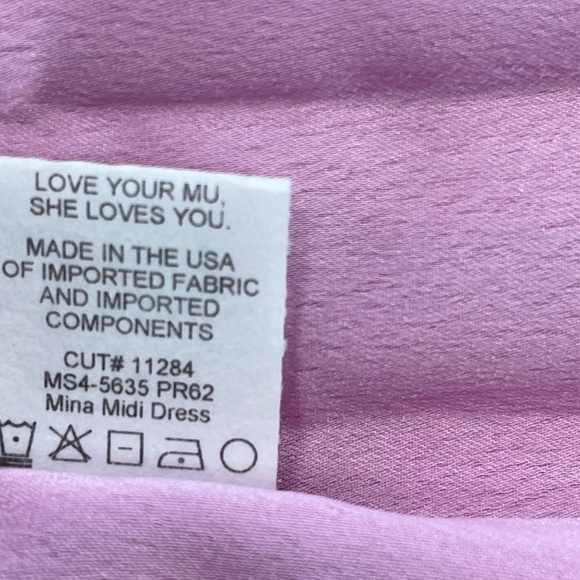 LOVE YOUR MU,
SHE LOVES YOU.
MADE IN THE USA
OF IMPORTED FABRIC
AND IMPORTED
COMPONENTS
CUT# 11284
MS4-5635 PR62
Mina Midi Dress